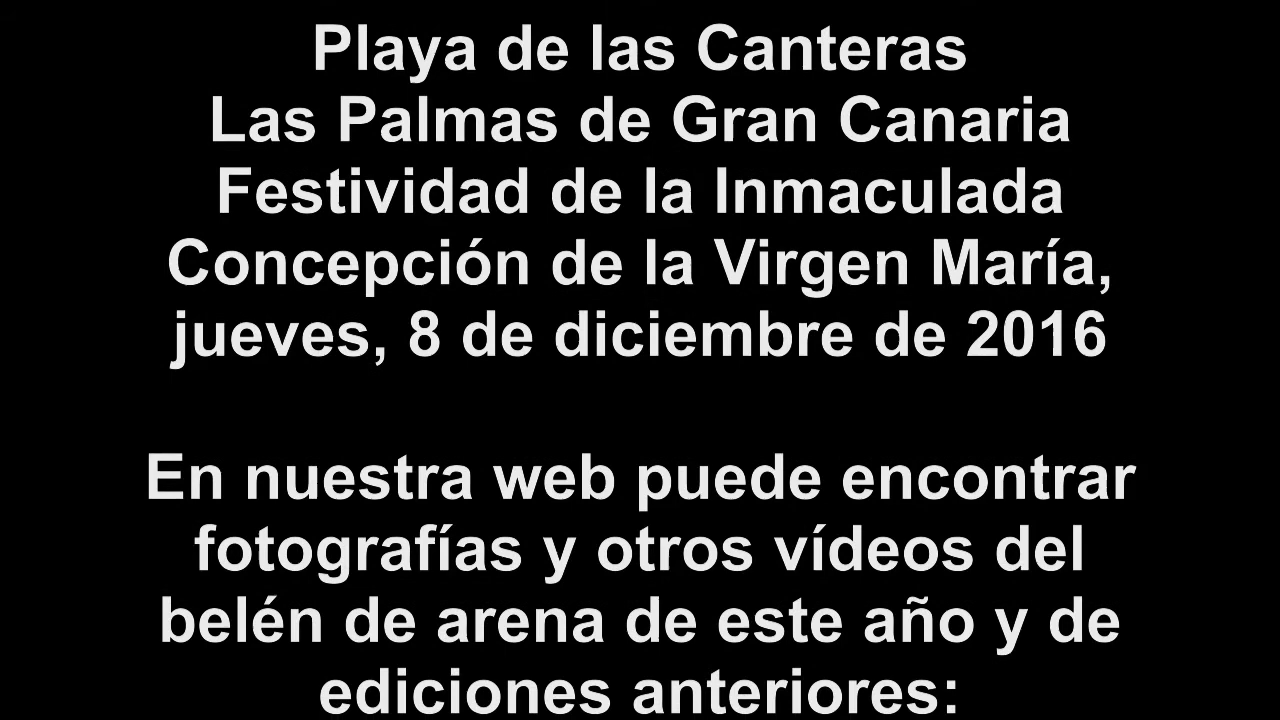 Playa de las Canteras
Las Palmas de Gran Canaria
Festividad de la Inmaculada
Concepción de la Virgen María,
jueves, 8 de diciembre de 2016
En nuestra web puede encontrar
fotografías y otros vídeos del
belén de arena de este año y de
ediciones anteriores: